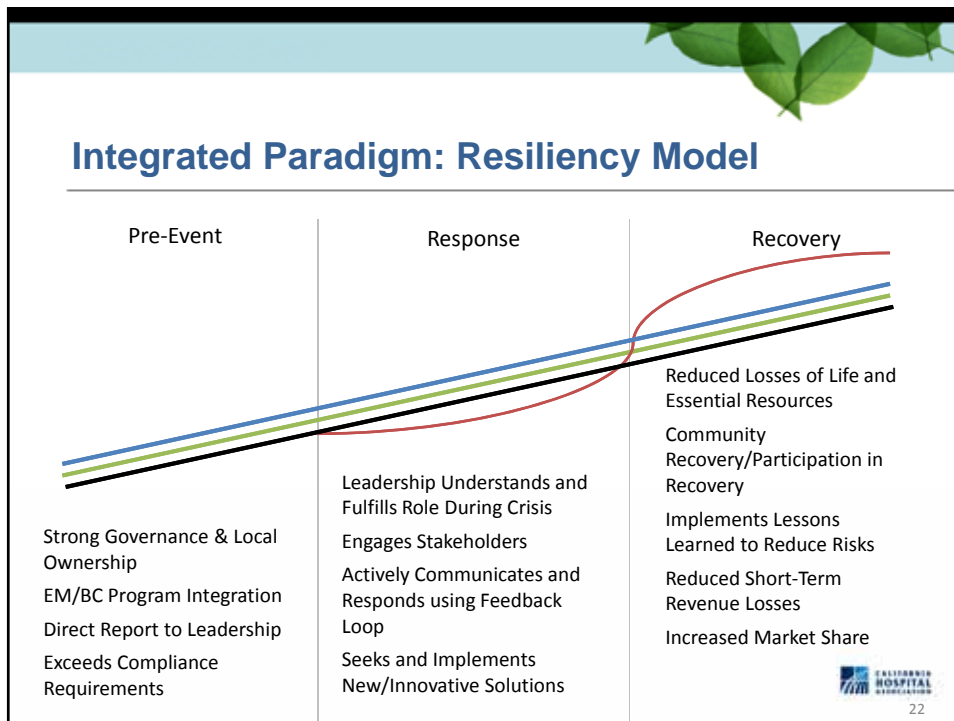 Integrated Paradigm: Resiliency Model
Pre-Event
Strong Governance & Local
Ownership
EM/BC Program Integration
Direct Report to Leadership
Exceeds Compliance
Requirements
Response
Leadership Understands and
Fulfills Role During Crisis
Engages Stakeholders
Actively Communicates and
Responds using Feedback
Loop
Seeks and Implements
New/Innovative Solutions
Recovery
Reduced Losses of Life and
Essential Resources
Community
Recovery/Participation in
Recovery
Implements Lessons
Learned to Reduce Risks
Reduced Short-Term
Revenue Losses
Increased Market Share
CALIFORNIA
HOSPITAL
ASSOCIATION
22